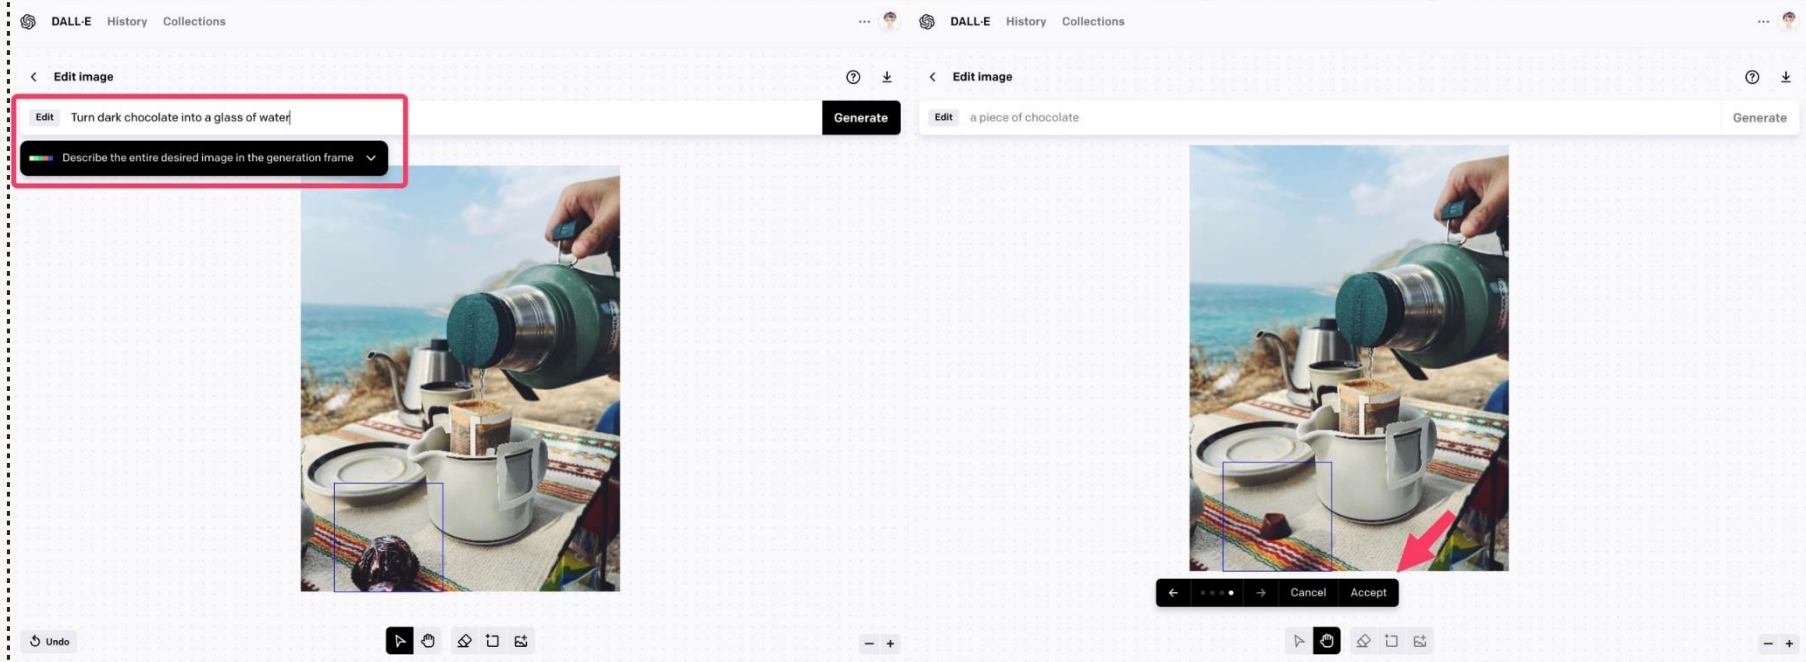 DALL·E History Collections
Edit image
Edit Turn dark chocolate into a glass of water Generate
Describe the entire desired image in the generation frame
Undo
DALL·E History Collections
Edit image
Edit a piece of chocolate Generate
Cancel Accept